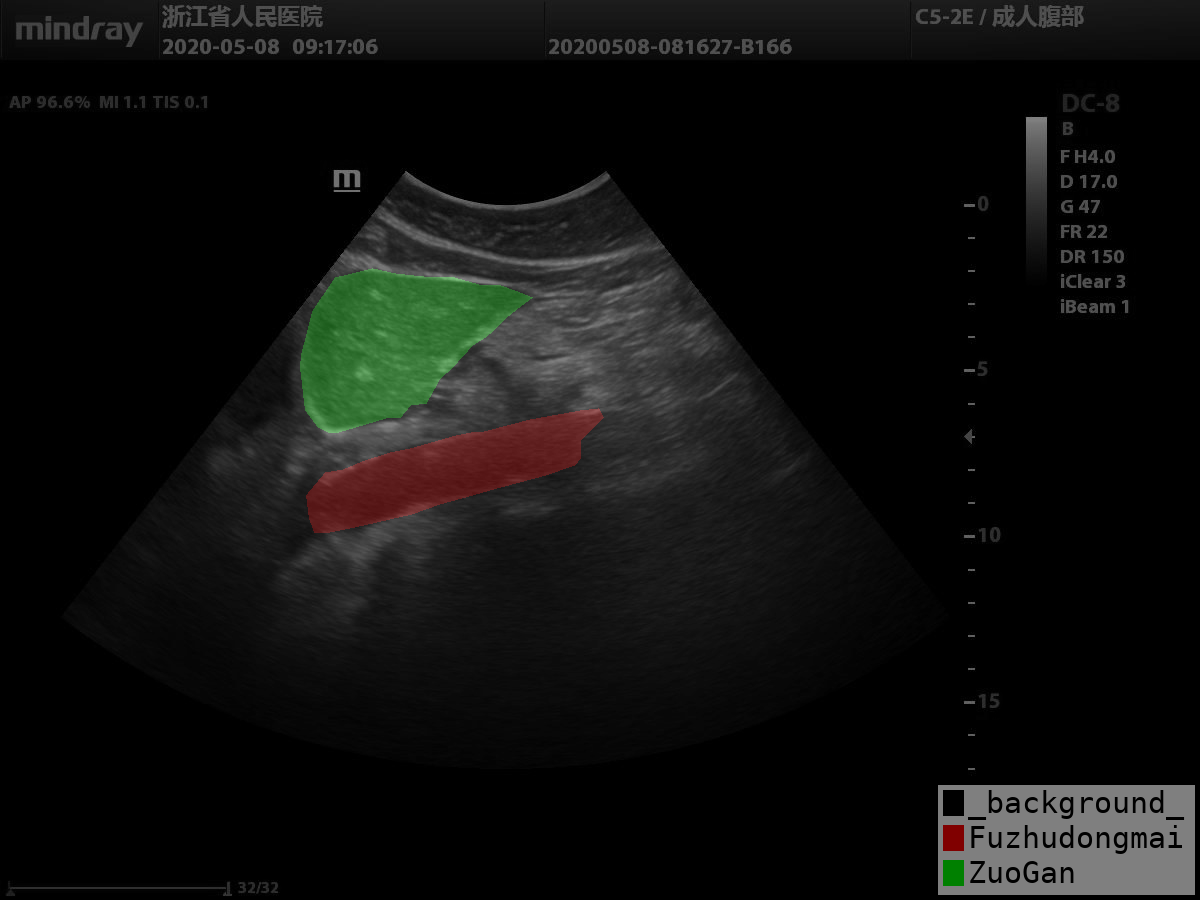 mindray
浙江省人民医院
2020-05-08 09:17:06
20200508-081627-B166
C5-2E / 成人腹部
AP 96.6% MI 1.1 TIS 0.1
m
DC-8
B
F H4.0
D 17.0
G 47
FR 22
DR 150
iClear 3
iBeam 1
0
5
10
15
_background_
Fuzhudongmai
ZuoGan
32/32